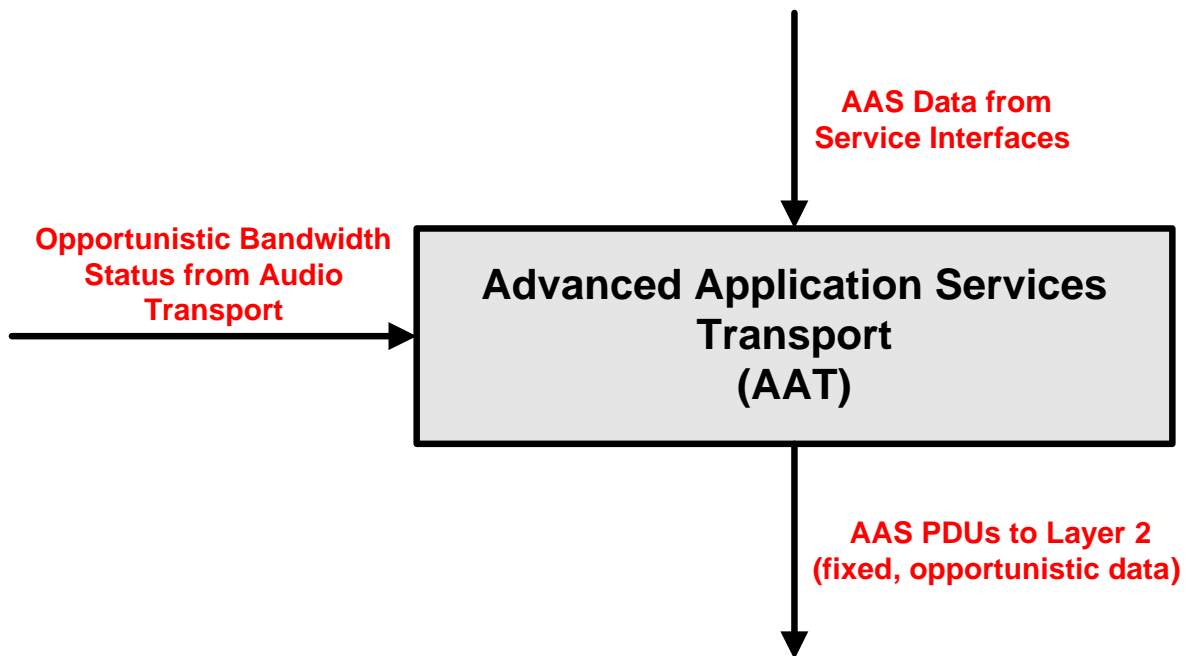 AAS Data from
Service Interfaces
Opportunistic Bandwidth
Status from Audio
Transport
Advanced Application Services
Transport
(AAT)
AAS PDUs to Layer 2
(fixed, opportunistic data)